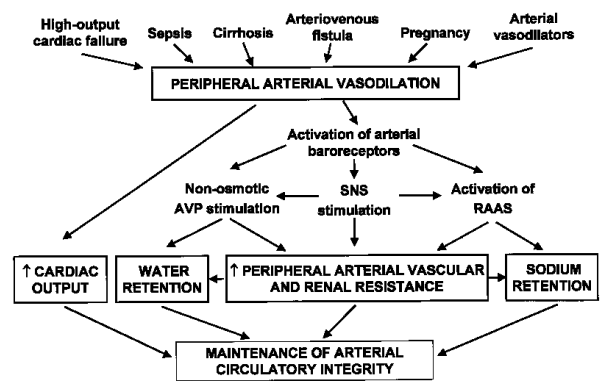 High-output
cardiac failure
Sepsis
Cirrhosis
Arteriovenous
fistula
Pregnancy
Arterial
vasodilators
PERIPHERAL ARTERIAL VASODILATION
Activation of arterial
baroreceptors
Non-osmotic
AVP stimulation
SNS
stimulation
Activation of
RAAS
↑ CARDIAC
OUTPUT
WATER
RETENTION
↑ PERIPHERAL ARTERIAL VASCULAR
AND RENAL RESISTANCE
SODIUM
RETENTION
MAINTENANCE OF ARTERIAL
CIRCULATORY INTEGRITY